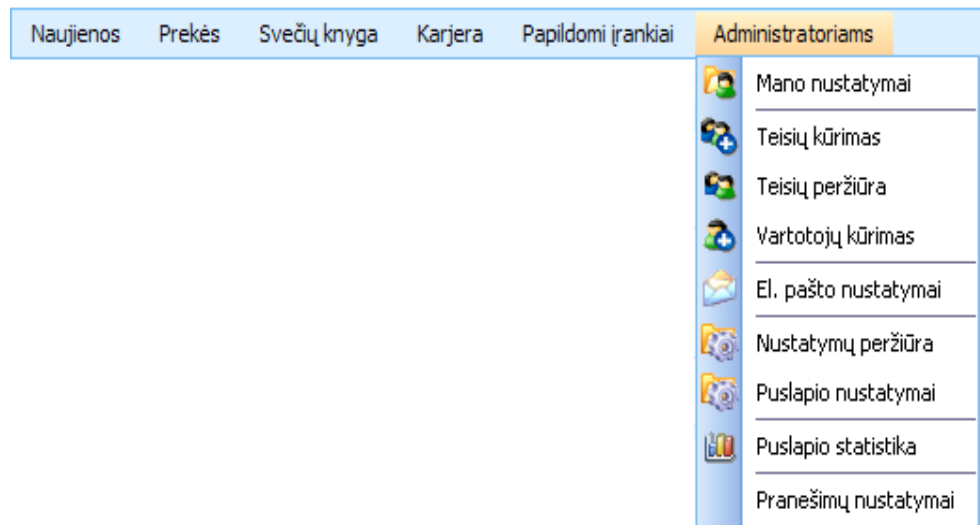 Naujienos Prekės Svečių knyga Karjera Papildomi įrankiai Administratoriams
Mano nustatymai
Teisių kūrimas
Teisių peržiūra
Vartotojų kūrimas
El. pašto nustatymai
Nustatymų peržiūra
Puslapio nustatymai
Puslapio statistika
Pranešimų nustatymai